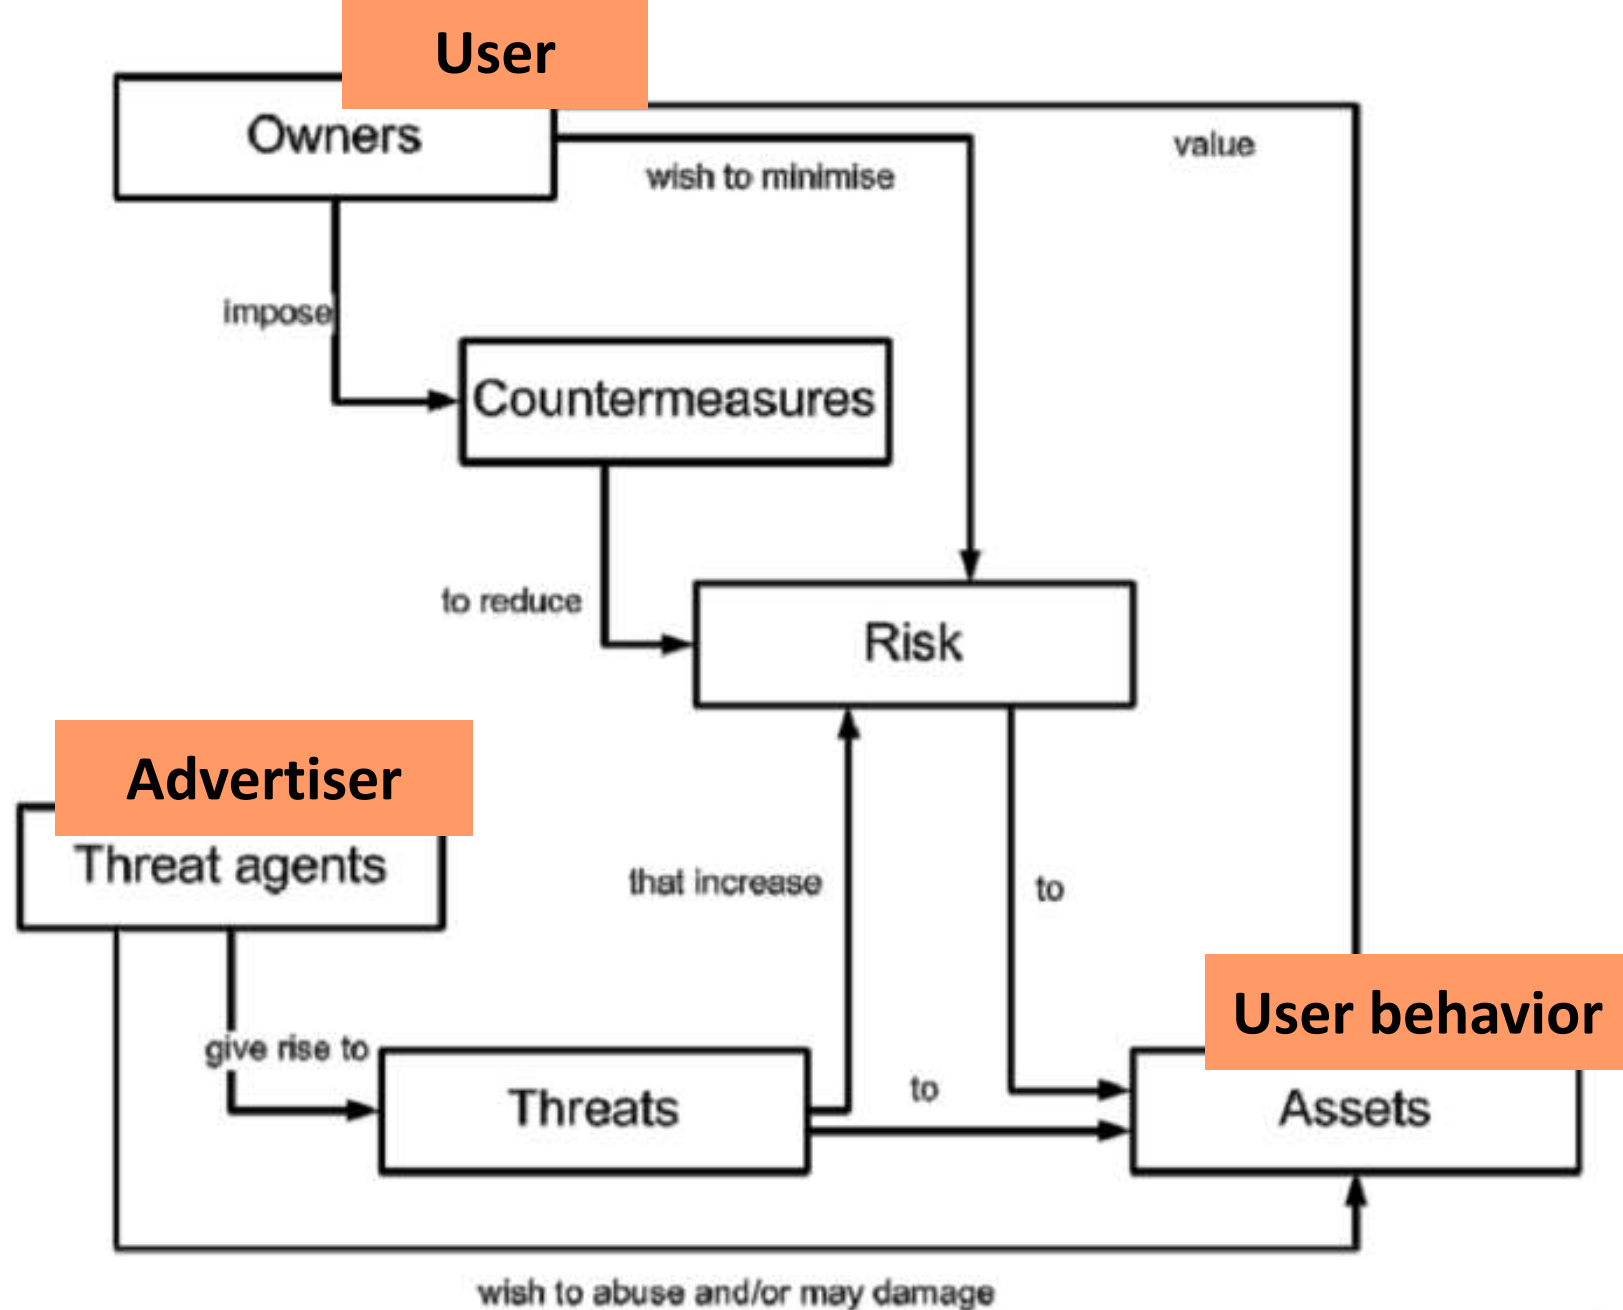 User
Owners
value
wish to minimise
impose
Countermeasures
to reduce
Risk
Advertiser
Threat agents
that increase
to
User behavior
give rise to
Threats
to
Assets
wish to abuse and/or may damage